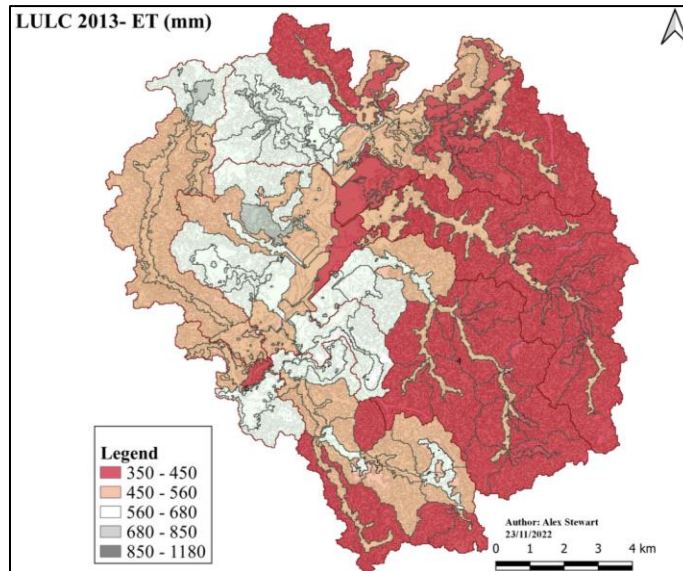 LULC 2013- ET (mm)
Legend
350 - 450
450 - 560
560 - 680
680 - 850
850 - 1180
Author: Alex Stewart
23/11/2022
0 1 2 3 4 km